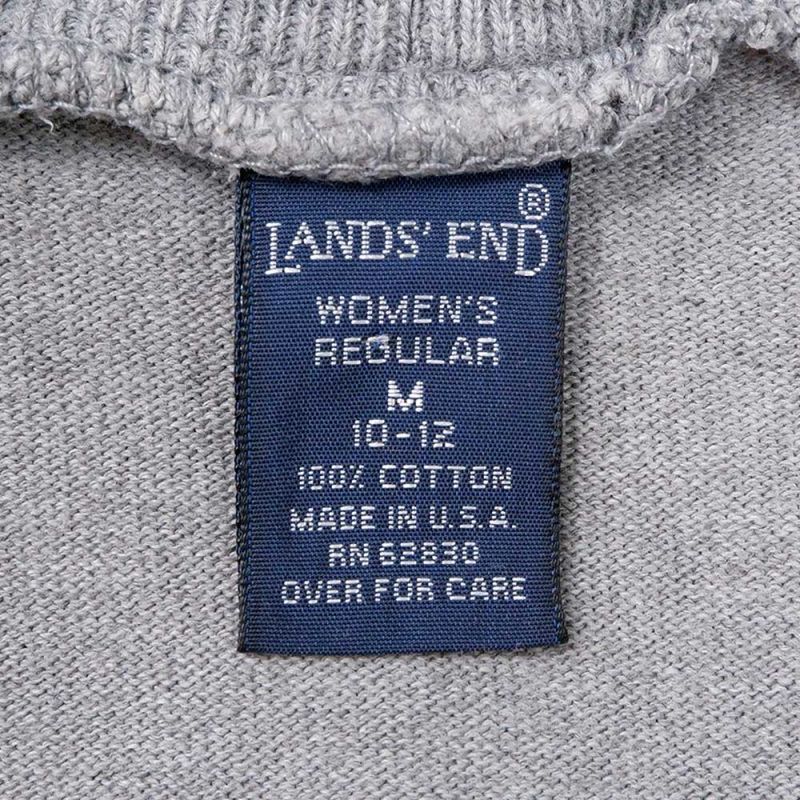 LANDS' END®
WOMEN'S
REGULAR
M
10-12
100% COTTON
MADE IN U.S.A.
RN 62830
OVER FOR CARE